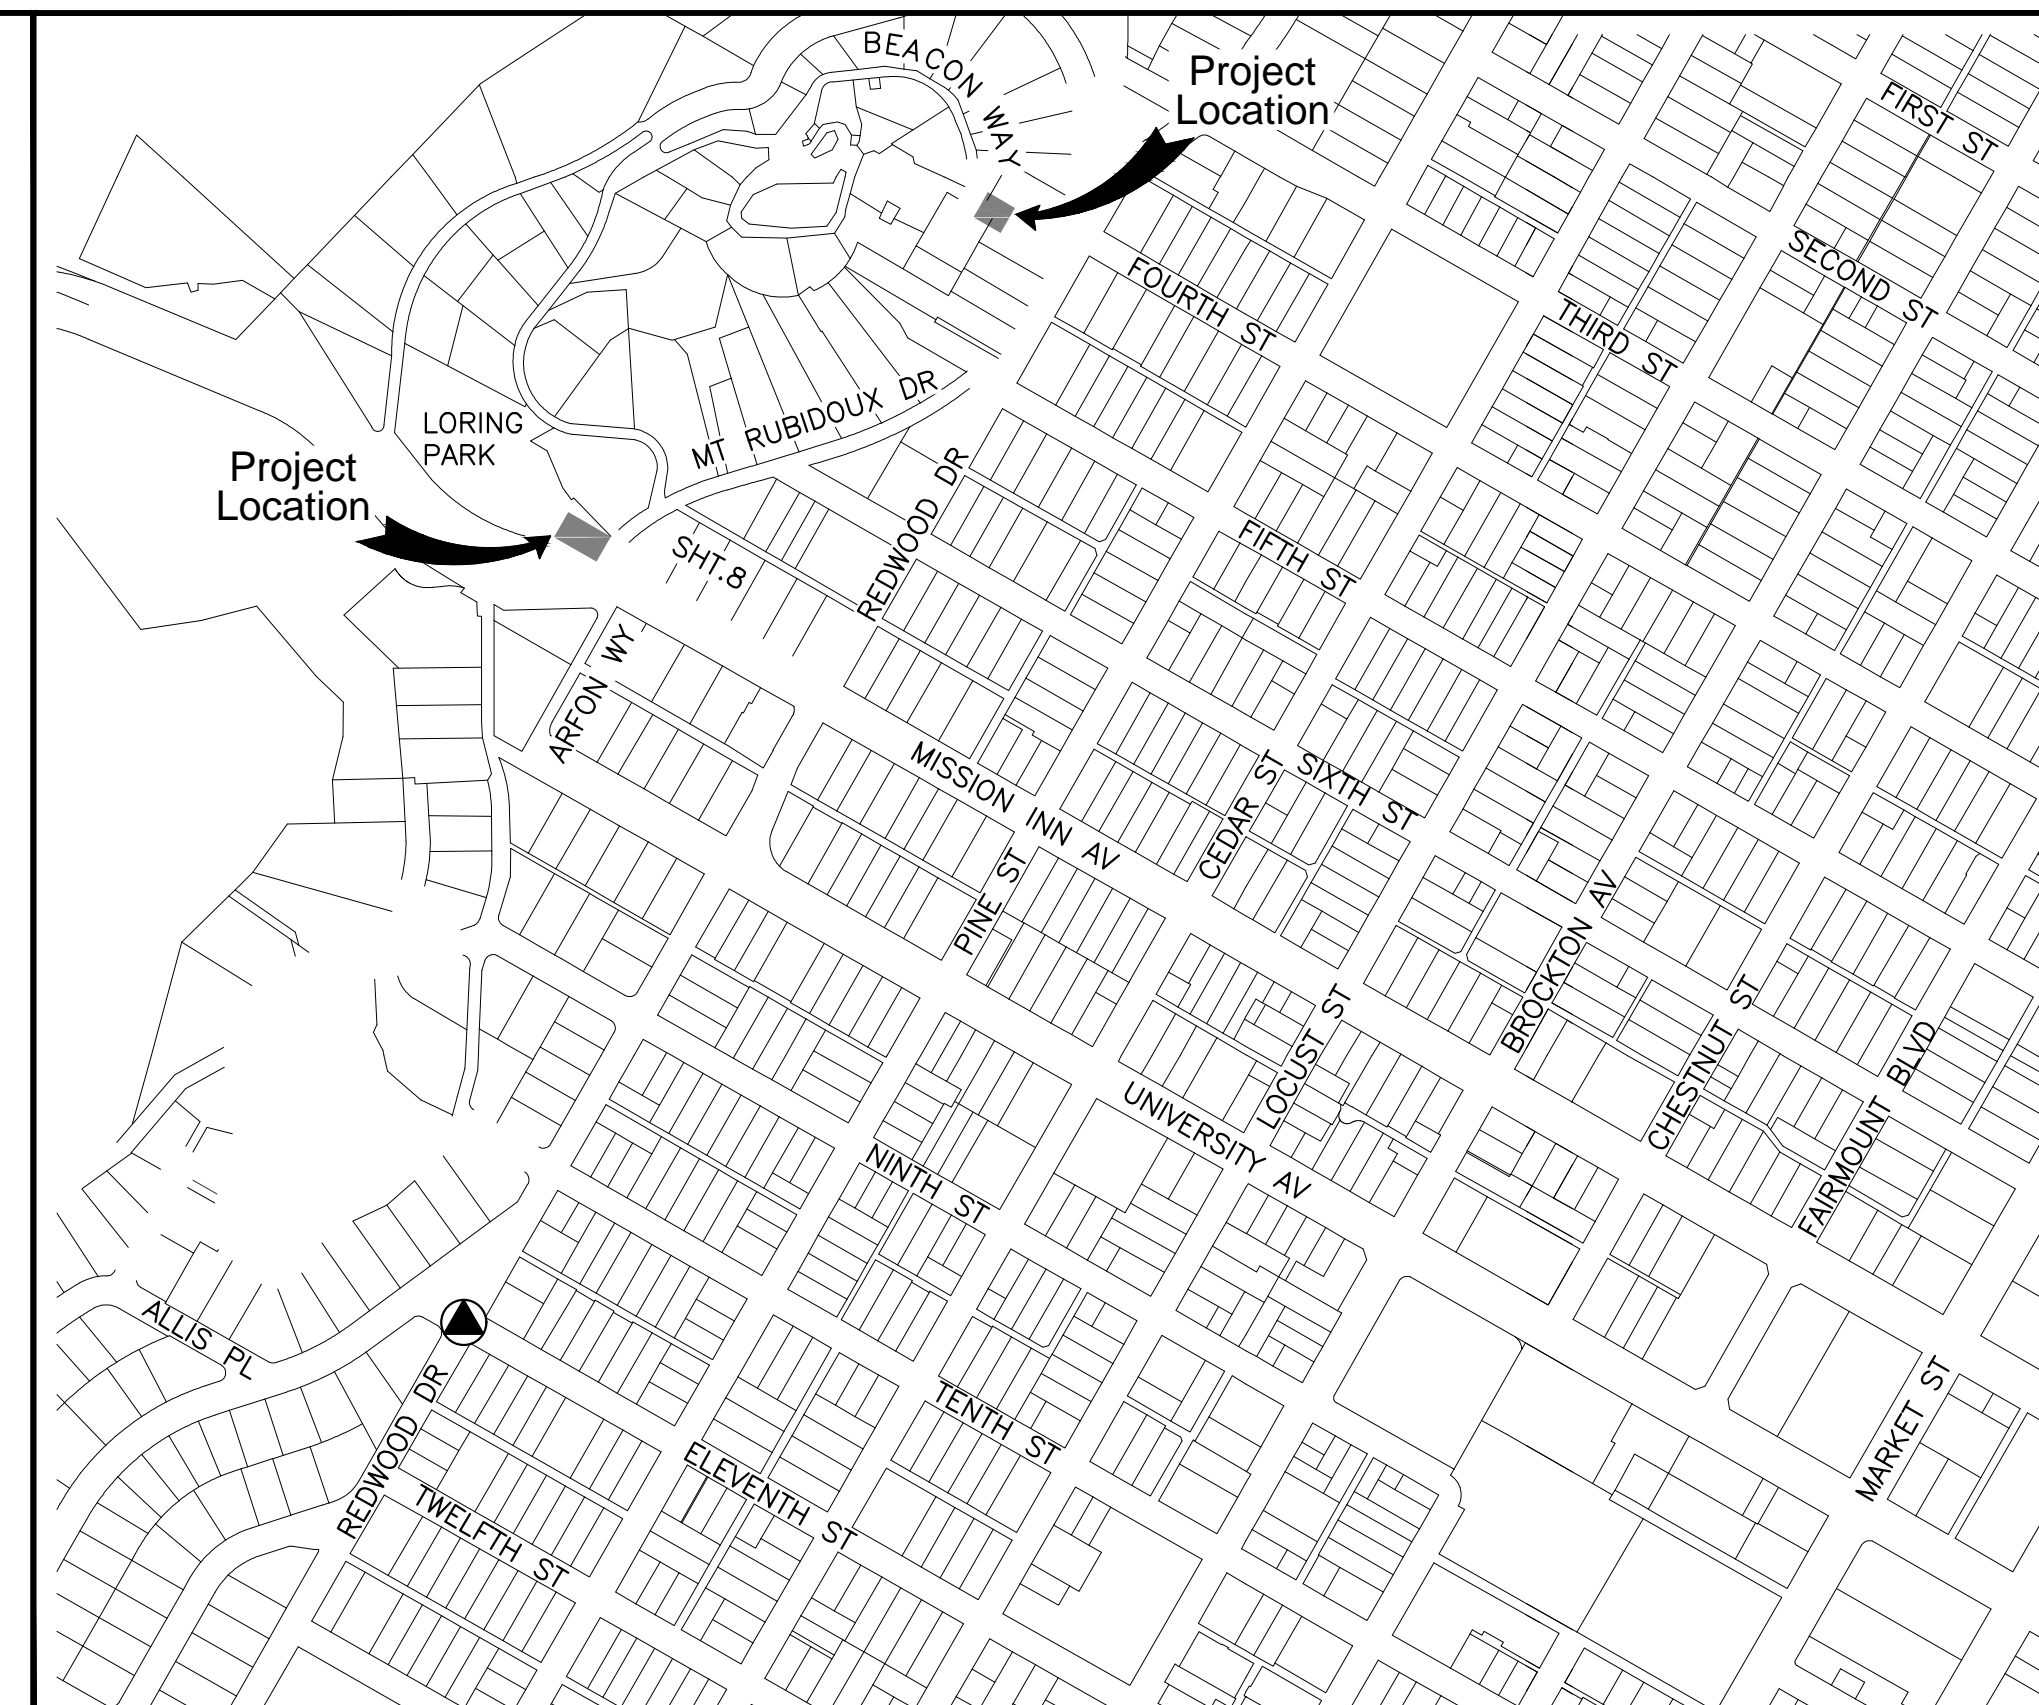 BEACON WAY
Project
Location
FIRST ST
SECOND ST
THIRD ST
FOURTH ST
MT RUBIDOUX DR
LORING
PARK
Project
Location
REDWOOD DR
SHT.8
FIFTH ST
ARFON WY
MISSION INN AV
CEDAR ST
SIXTH ST
PINE ST
BROCKTON AV
LOCUST ST
CHESTNUT ST
FAIRMOUNT BLVD
UNIVERSITY AV
NINTH ST
ALLIS PL
REDWOOD DR
TENTH ST
MARKET ST
ELEVENTH ST
TWELFTH ST